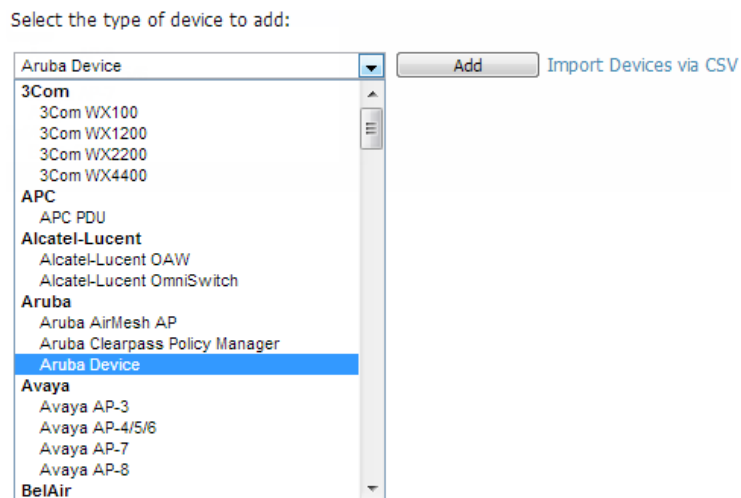 Select the type of device to add:
Aruba Device Add Import Devices via CSV
3Com
3Com WX100
3Com WX1200
3Com WX2200
3Com WX4400
APC
APC PDU
Alcatel-Lucent
Alcatel-Lucent OAW
Alcatel-Lucent OmniSwitch
Aruba
Aruba AirMesh AP
Aruba Clearpass Policy Manager
Aruba Device
Avaya
Avaya AP-3
Avaya AP-4/5/6
Avaya AP-7
Avaya AP-8
BelAir